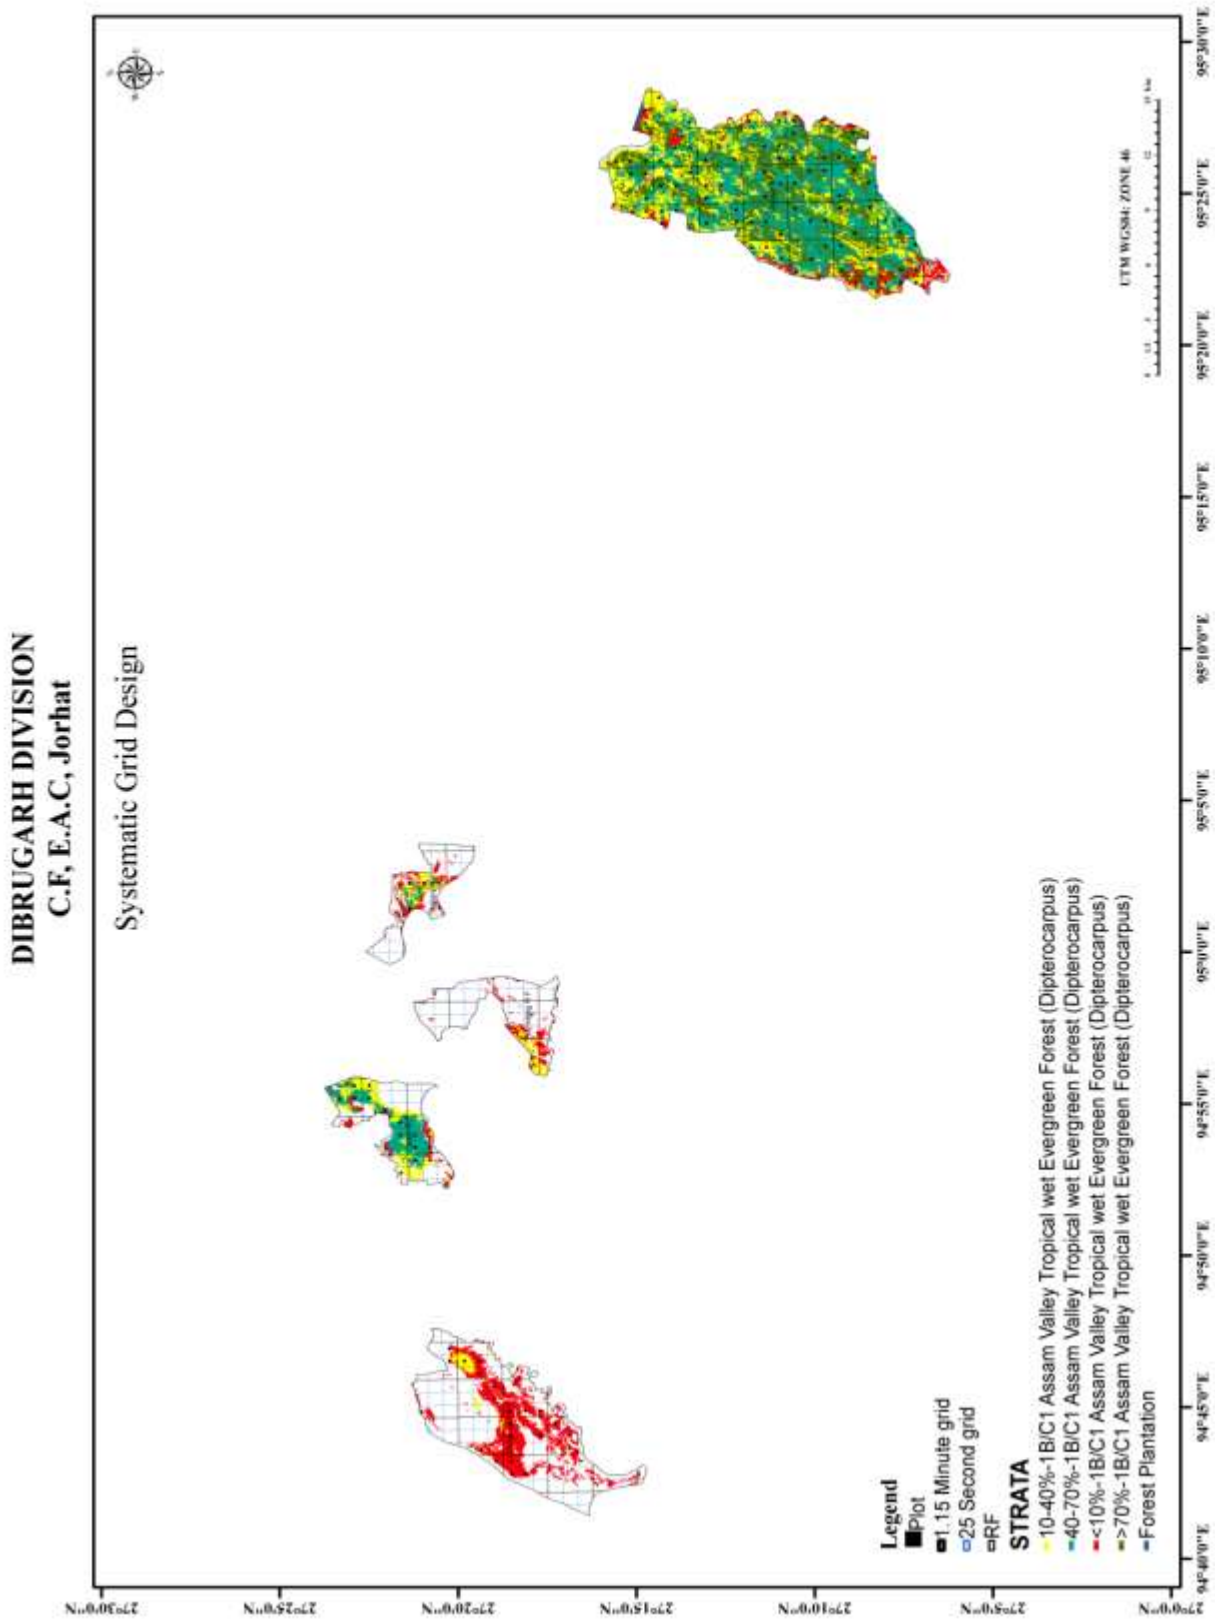 DIBRUGARH DIVISION
C.F, E.A.C, Jorhat
Systematic Grid Design
27°30'0"N
27°25'0"N
27°20'0"N
27°15'0"N
27°10'0"N
27°5'0"N
27°0'0"N
UTM WGS84: ZONE 46
Legend
Plot
1.15 Minute grid
25 Second grid
RF
STRATA
10-40%-1B/C1 Assam Valley Tropical wet Evergreen Forest (Dipterocarpus)
40-70%-1B/C1 Assam Valley Tropical wet Evergreen Forest (Dipterocarpus)
<10%-1B/C1 Assam Valley Tropical wet Evergreen Forest (Dipterocarpus)
>70%-1B/C1 Assam Valley Tropical wet Evergreen Forest (Dipterocarpus)
Forest Plantation
94°40'0"E
94°45'0"E
94°50'0"E
94°55'0"E
95°0'0"E
95°5'0"E
95°10'0"E
95°15'0"E
95°20'0"E
95°25'0"E
95°30'0"E